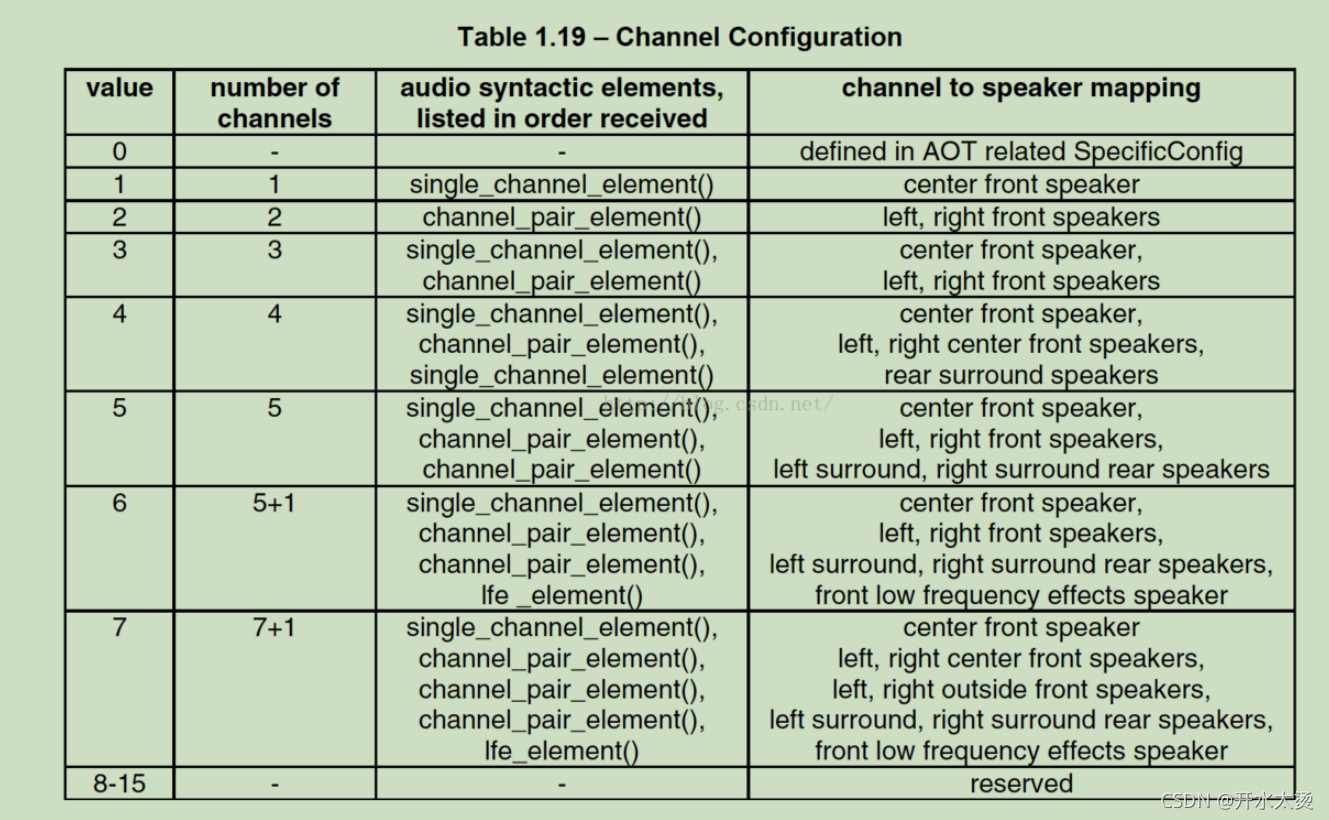 Table 1.19 – Channel Configuration
value number of channels audio syntactic elements, listed in order received channel to speaker mapping
0 - - defined in AOT related SpecificConfig
1 1 single_channel_element() center front speaker
2 2 channel_pair_element() left, right front speakers
3 3 single_channel_element(), center front speaker,
channel_pair_element() left, right front speakers
4 4 single_channel_element(), center front speaker,
channel_pair_element(), left, right center front speakers,
single_channel_element() rear surround speakers
http://blog.csdn.net/
5 5 single_channel_element(), center front speaker,
channel_pair_element(), left, right front speakers,
channel_pair_element() left surround, right surround rear speakers
6 5+1 single_channel_element(), center front speaker,
channel_pair_element(), left, right front speakers,
channel_pair_element(), left surround, right surround rear speakers,
lfe _element() front low frequency effects speaker
7 7+1 single_channel_element(), center front speaker
channel_pair_element(), left, right center front speakers,
channel_pair_element(), left, right outside front speakers,
channel_pair_element(), left surround, right surround rear speakers,
lfe_element() front low frequency effects speaker
8-15 - - reserved
CSDN @开水太烫